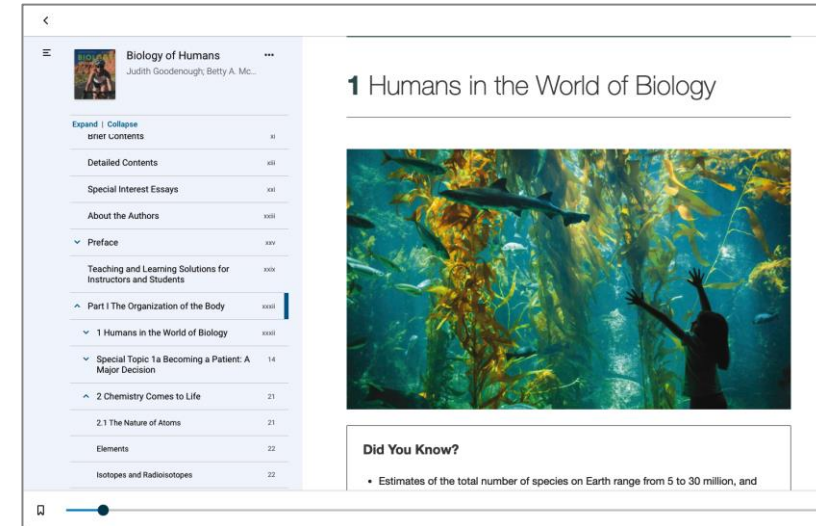 Biology of Humans
Judith Goodenough; Betty A. Mc...
Expand | Collapse
Brief Contents xi
Detailed Contents xiii
Special Interest Essays xxi
About the Authors xxiii
Preface xxv
Teaching and Learning Solutions for xxix
Instructors and Students
Part I The Organization of the Body xxxii
1 Humans in the World of Biology xxxii
Special Topic 1a Becoming a Patient: A 14
Major Decision
2 Chemistry Comes to Life 21
2.1 The Nature of Atoms 21
Elements 22
Isotopes and Radioisotopes 22
1 Humans in the World of Biology
Did You Know?
• Estimates of the total number of species on Earth range from 5 to 30 million, and